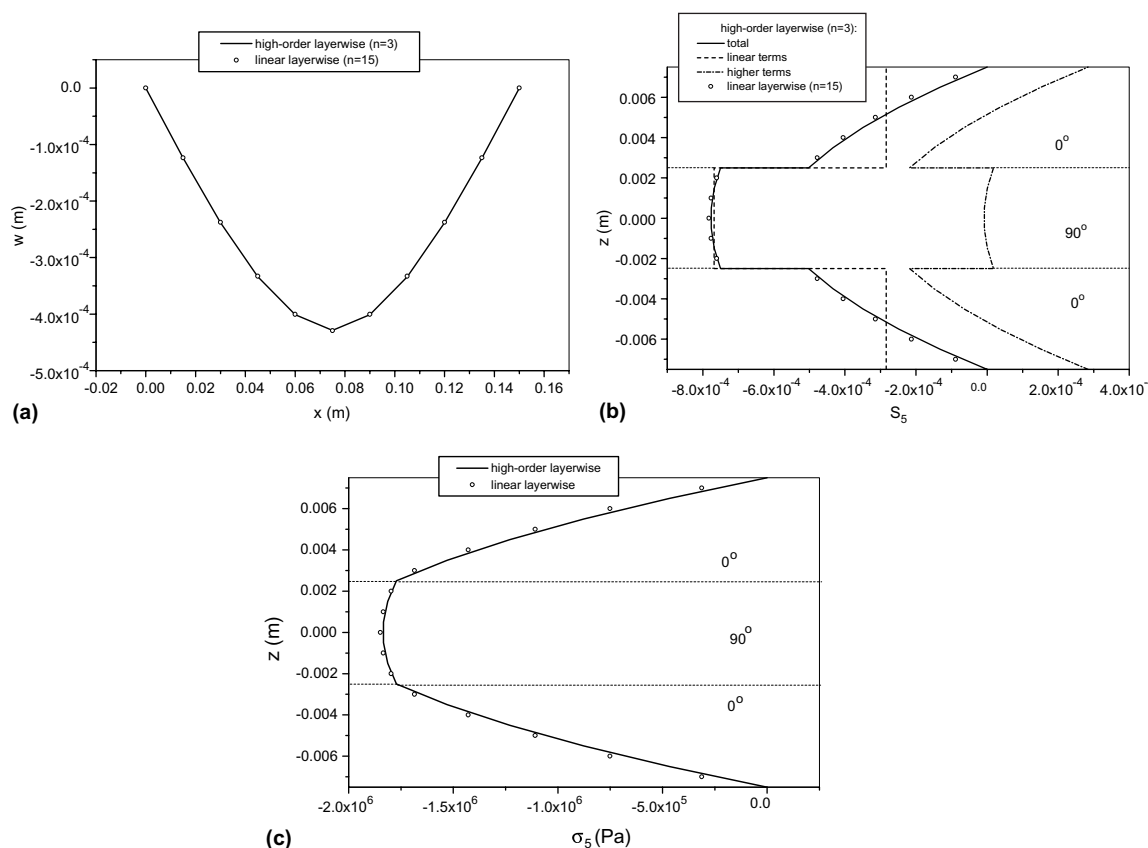 high-order layerwise (n=3)
linear layerwise (n=15)
0.0
-1.0x10⁻⁴
-2.0x10⁻⁴
-3.0x10⁻⁴
-4.0x10⁻⁴
-5.0x10⁻⁴
w (m)
-0.02 0.00 0.02 0.04 0.06 0.08 0.10 0.12 0.14 0.16
x (m)
(a)
high-order layerwise (n=3):
total
linear terms
higher terms
linear layerwise (n=15)
0.006
0.004
0.002
0.000
-0.002
-0.004
-0.006
z (m)
0°
90°
0°
-8.0x10⁻⁴ -6.0x10⁻⁴ -4.0x10⁻⁴ -2.0x10⁻⁴ 0.0 2.0x10⁻⁴ 4.0x10⁻
S₅
(b)
high-order layerwise
linear layerwise
0.006
0.004
0.002
0.000
-0.002
-0.004
-0.006
z (m)
0°
90°
0°
-2.0x10⁶ -1.5x10⁶ -1.0x10⁶ -5.0x10⁵ 0.0
σ₅ (Pa)
(c)